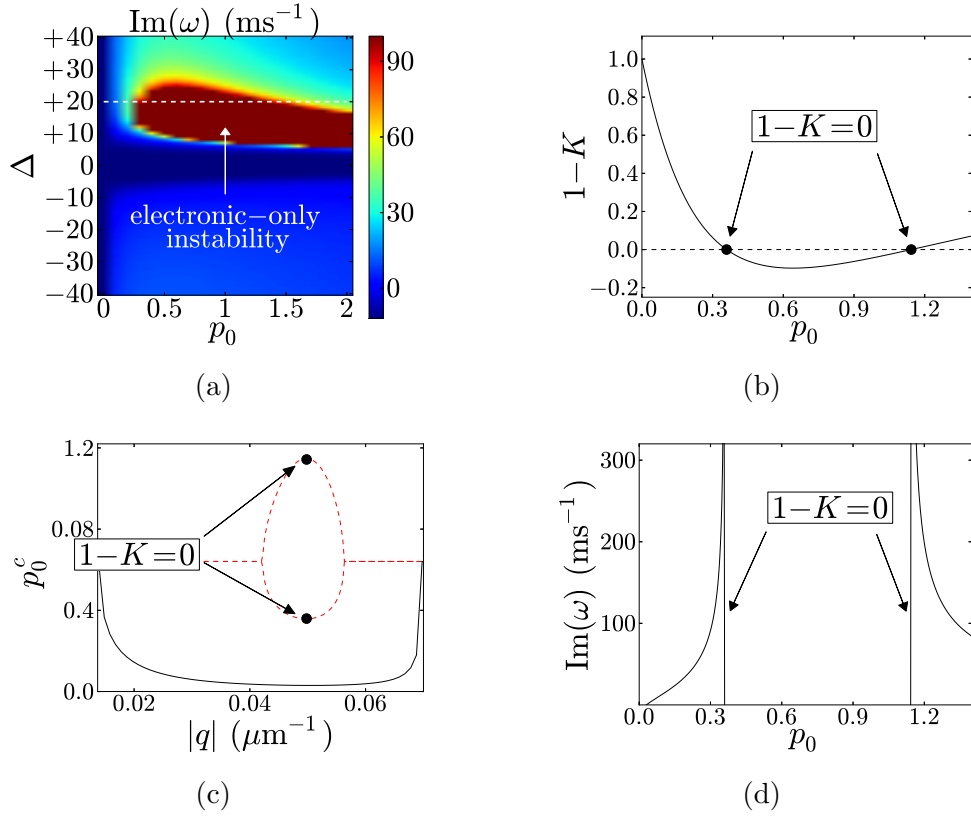 Im(ω) (ms⁻¹)
+40
+30
+20
+10
0
−10
−20
−30
−40
Δ
electronic−only
instability
0
0.5
1
1.5
2
p₀
90
60
30
0
(a)
1.0
0.8
0.6
0.4
0.2
0.0
−0.2
1−K
1−K=0
0.0
0.3
0.6
0.9
1.2
p₀
(b)
1.2
0.08
0.4
0.0
p₀ᶜ
1−K=0
0.02
0.04
0.06
|q| (μm⁻¹)
(c)
300
200
100
Im(ω) (ms⁻¹)
1−K=0
0.0
0.3
0.6
0.9
1.2
p₀
(d)